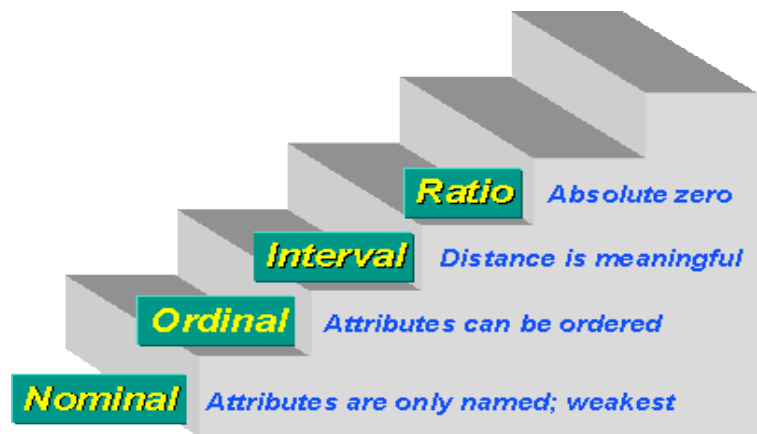 Ratio Absolute zero
Interval Distance is meaningful
Ordinal Attributes can be ordered
Nominal Attributes are only named; weakest